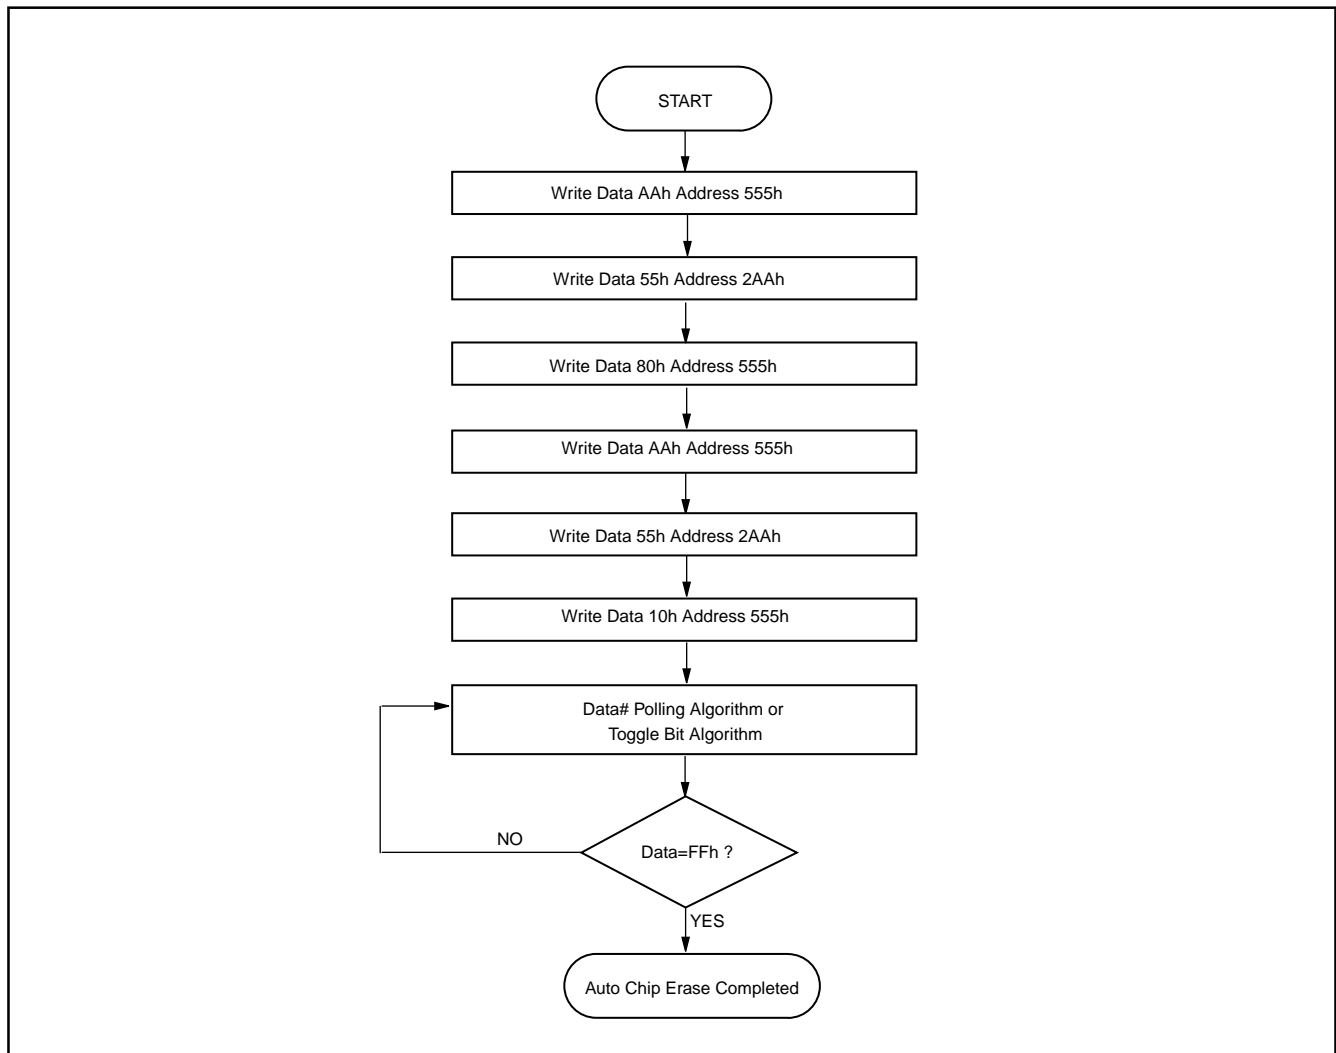 START
Write Data AAh Address 555h
Write Data 55h Address 2AAh
Write Data 80h Address 555h
Write Data AAh Address 555h
Write Data 55h Address 2AAh
Write Data 10h Address 555h
Data# Polling Algorithm or
Toggle Bit Algorithm
NO
Data=FFh ?
YES
Auto Chip Erase Completed